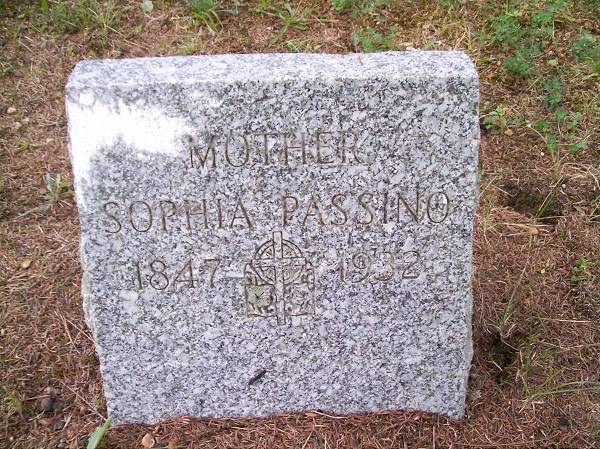 MOTHER
SOPHIA PASSINO
1847 - 1932